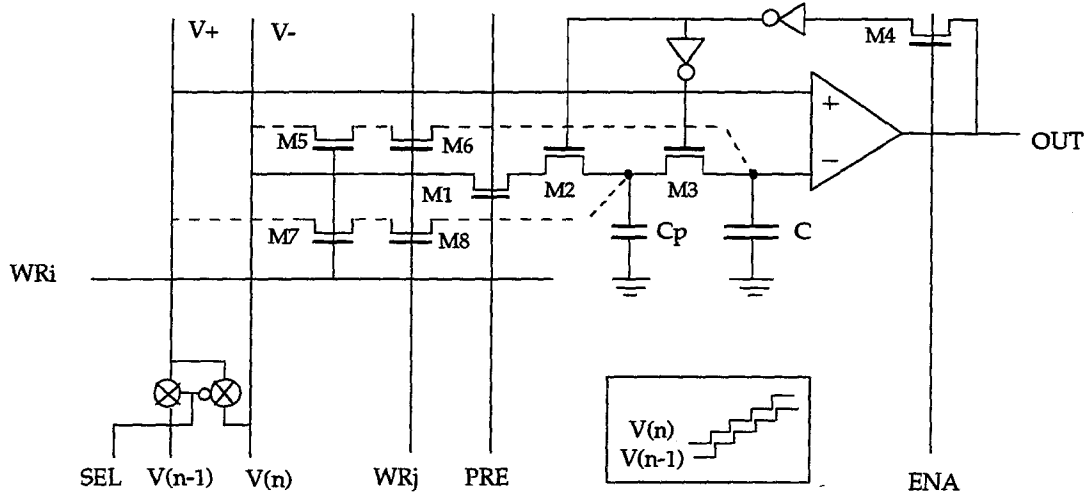 V+ V-
M4
+
M5 M6
OUT
−
M1 M2 M3
M7 M8 Cp C
WRi
V(n)
V(n-1)
SEL V(n-1) V(n) WRj PRE ENA